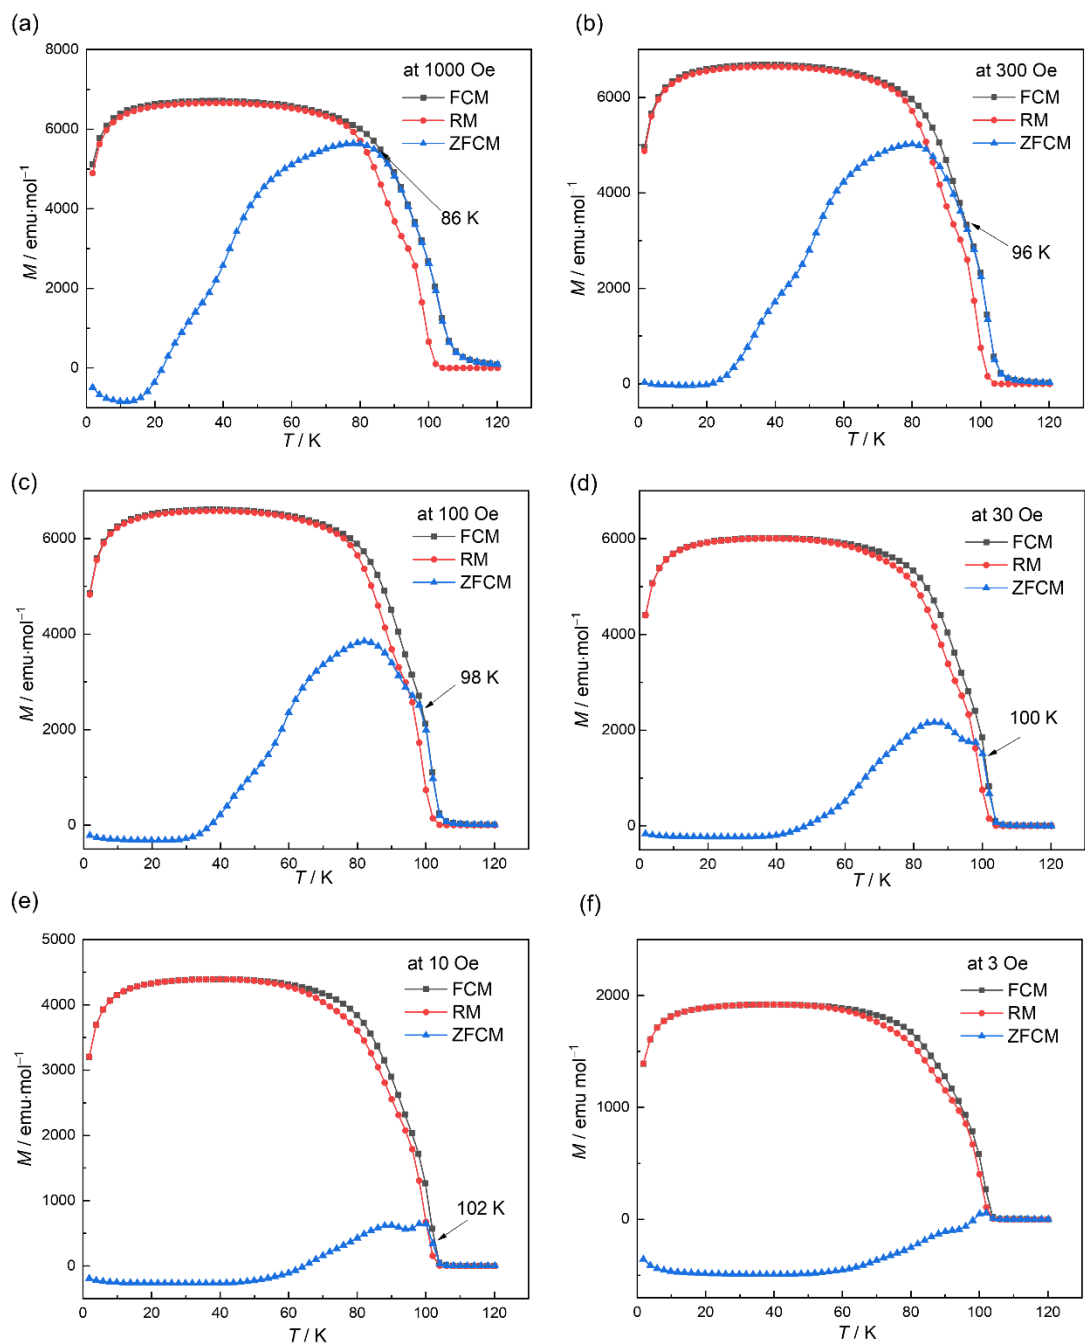 (a)
at 1000 Oe
FCM
RM
ZFCM
86 K
8000
6000
4000
2000
0
M / emu·mol⁻¹
0 20 40 60 80 100 120
T / K
(b)
at 300 Oe
FCM
RM
ZFCM
96 K
6000
4000
2000
0
M / emu·mol⁻¹
0 20 40 60 80 100 120
T / K
(c)
at 100 Oe
FCM
RM
ZFCM
98 K
6000
4000
2000
0
M / emu·mol⁻¹
0 20 40 60 80 100 120
T / K
(d)
at 30 Oe
FCM
RM
ZFCM
100 K
6000
4000
2000
0
M / emu·mol⁻¹
0 20 40 60 80 100 120
T / K
(e)
at 10 Oe
FCM
RM
ZFCM
102 K
5000
4000
3000
2000
1000
0
M / emu·mol⁻¹
0 20 40 60 80 100 120
T / K
(f)
at 3 Oe
FCM
RM
ZFCM
2000
1000
0
M / emu mol⁻¹
0 20 40 60 80 100 120
T / K